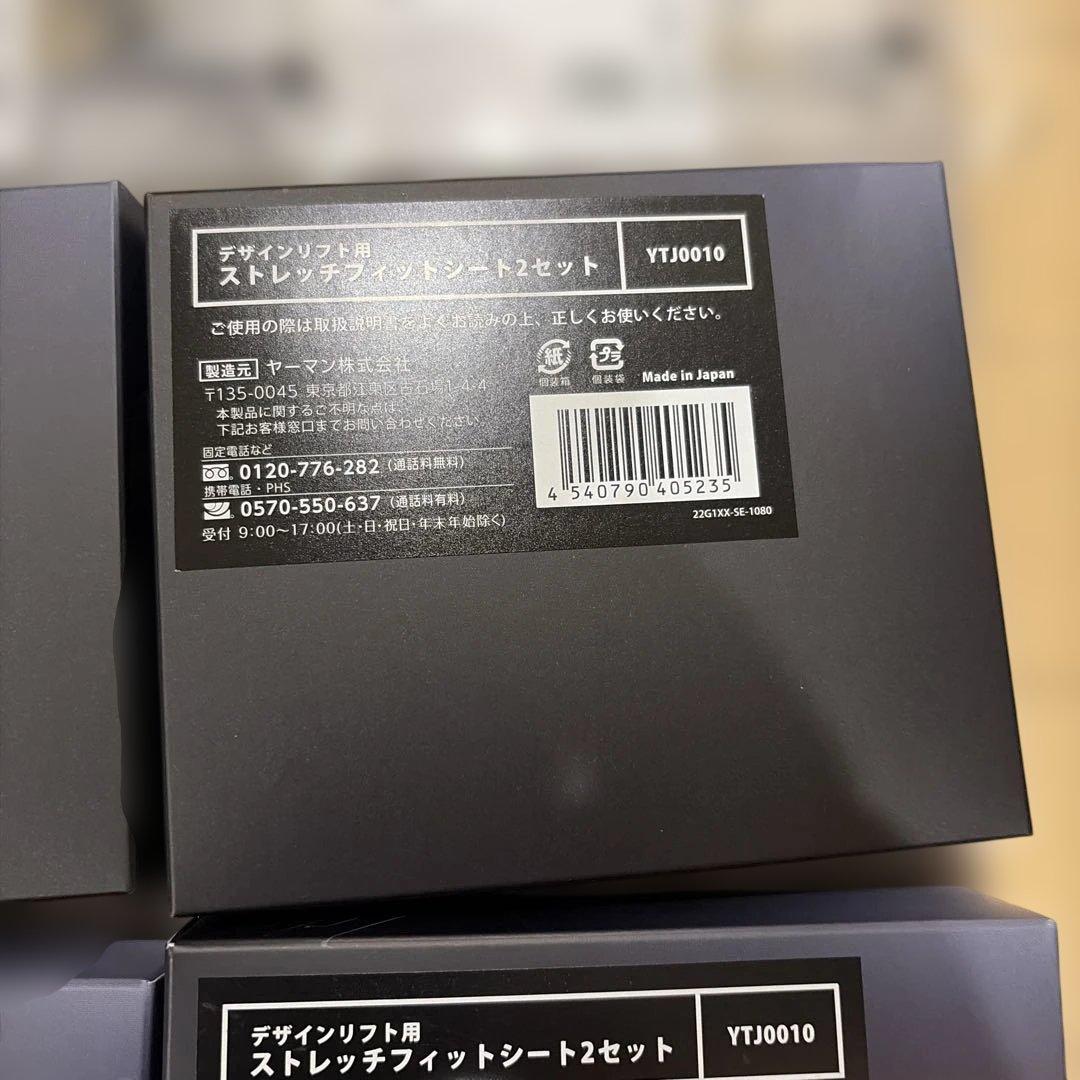 デザインリフト用
ストレッチフィットシート2セット
YTJ0010
ご使用の際は取扱説明書をよくお読みの上、正しくお使いください。
製造元 ヤーマン株式会社
〒135-0045 東京都江東区古石場1-4-4
本製品に関するご不明な点は、
下記お客様窓口までお問い合わせください。
固定電話など
0120-776-282 (通話料無料)
携帯電話・PHS
0570-550-637 (通話料有料)
受付 9:00〜17:00(土・日・祝日・年末年始除く)
紙
個装箱
プラ
個装袋
Made in Japan
4 540790 405235
22G1XX-SE-1080
デザインリフト用
ストレッチフィットシート2セット
YTJ0010